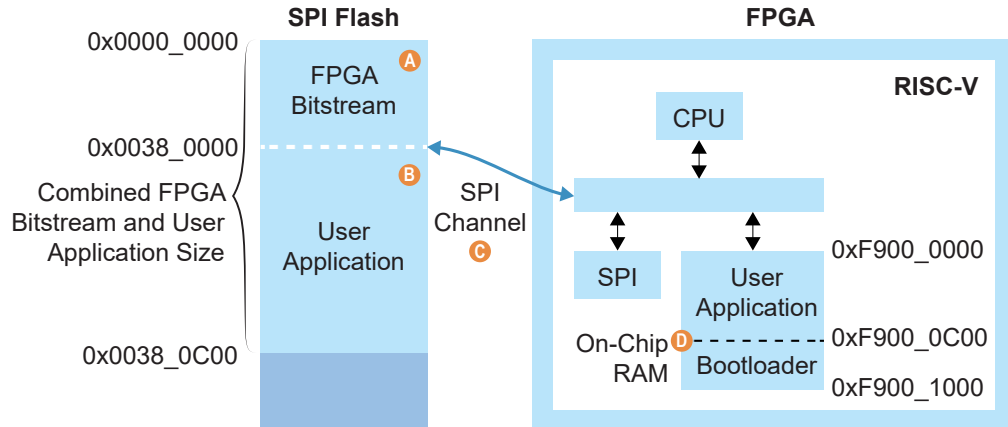 SPI Flash
FPGA
0x0000_0000
A
FPGA
Bitstream
0x0038_0000
Combined FPGA
Bitstream and User
Application Size
B
User
Application
0x0038_0C00
SPI
Channel
C
RISC-V
CPU
SPI
User
Application
0xF900_0000
On-Chip
RAM
D
0xF900_0C00
Bootloader
0xF900_1000